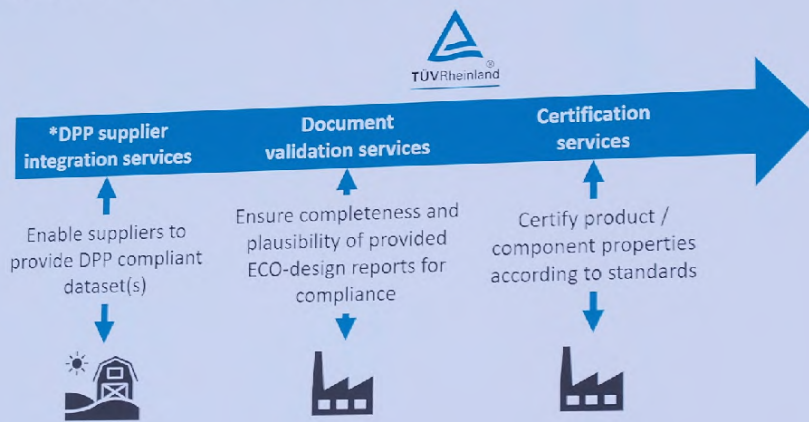 TÜVRheinland
®
*DPP supplier
integration services
Document
validation services
Certification
services
Enable suppliers to
provide DPP compliant
dataset(s)
Ensure completeness and
plausibility of provided
ECO-design reports for
compliance
Certify product /
component properties
according to standards